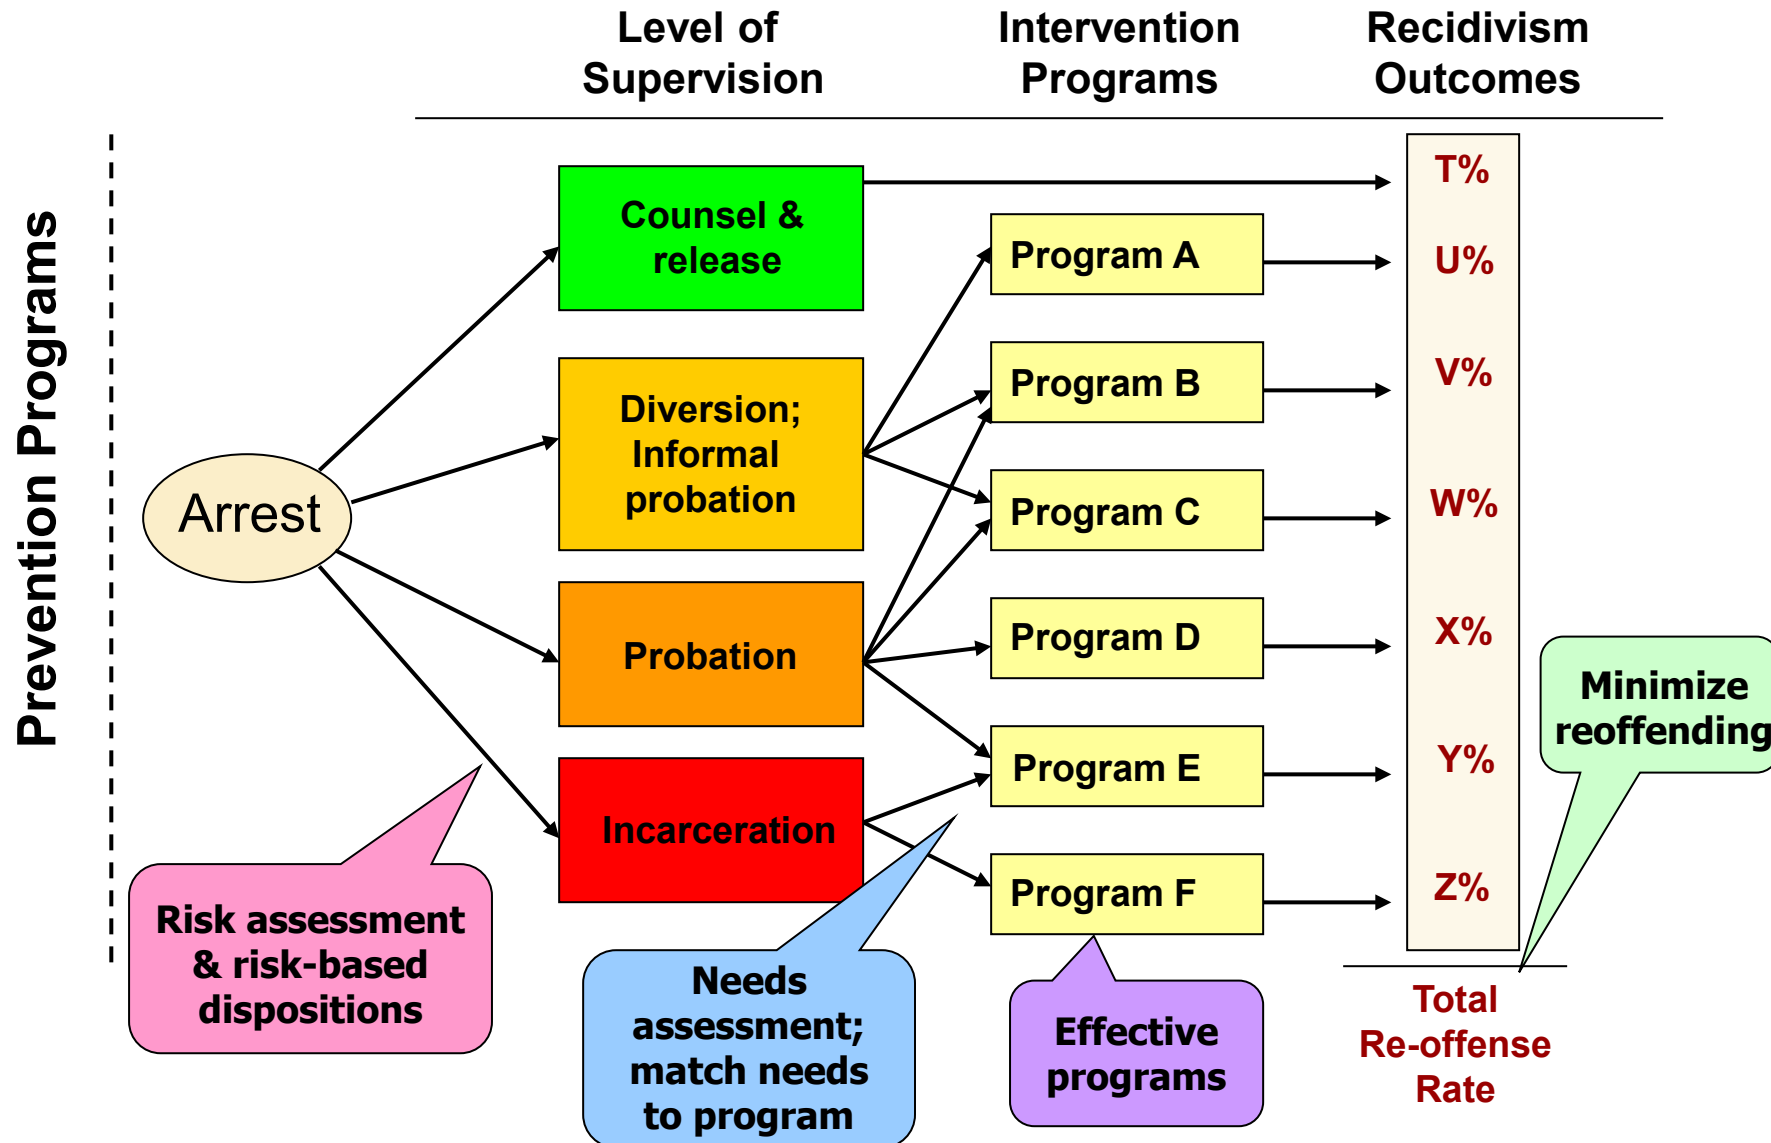 Level of
Supervision
Intervention
Programs
Recidivism
Outcomes
Prevention Programs
Arrest
Counsel &
release
Diversion;
Informal
probation
Probation
Incarceration
Program A
Program B
Program C
Program D
Program E
Program F
T%
U%
V%
W%
X%
Y%
Z%
Total
Re-offense
Rate
Risk assessment
& risk-based
dispositions
Needs
assessment;
match needs
to program
Effective
programs
Minimize
reoffending